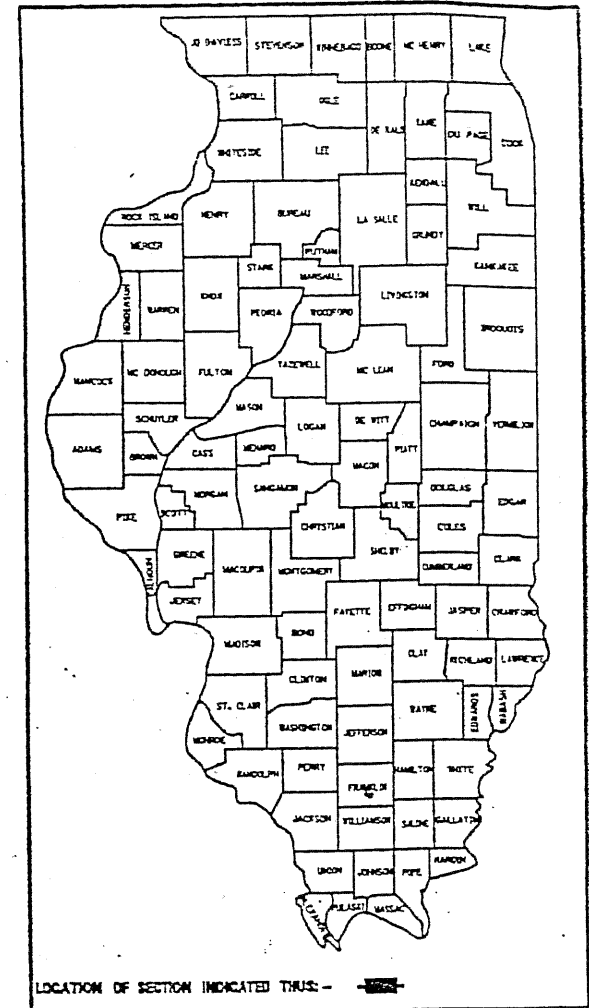 JO DAVIESS STEVENSON WINNEBAGO BOONE MC HENRY LAKE
CARROLL OGLE DE KALB KANE DU PAGE COOK
WHITESIDE LEE
KENDALL WILL
ROCK ISLAND HENRY BUREAU LA SALLE GRUNDY
PUTNAM
MERCER STARK MARSHALL KANKAKEE
HENDERSON WARREN KNOX PEORIA WOODFORD LIVINGSTON IROQUOIS
TAZEWELL MC LEAN FORD
HANCOCK MC DONOUGH FULTON
MASON
SCHUYLER LOGAN DE WITT CHAMPAIGN VERMILION
ADAMS BROWN CASS MENARD MACON PIATT
MORGAN SANGAMON DOUGLAS EDGAR
PIKE SCOTT CHRISTIAN MOULTRIE COLES
GREENE MACOUPIN MONTGOMERY SHELBY CUMBERLAND CLARK
CALHOUN JERSEY
FAYETTE EFFINGHAM JASPER CRAWFORD
MADISON BOND
CLAY RICHLAND LAWRENCE
CLINTON MARION
ST. CLAIR WAYNE EDWARDS WABASH
WASHINGTON JEFFERSON
MONROE
RANDOLPH PERRY HAMILTON WHITE
FRANKLIN
JACKSON WILLIAMSON SALINE GALLATIN
UNION JOHNSON POPE HARDIN
ALEXANDER PULASKI MASSAC
LOCATION OF SECTION INDICATED THUS:-